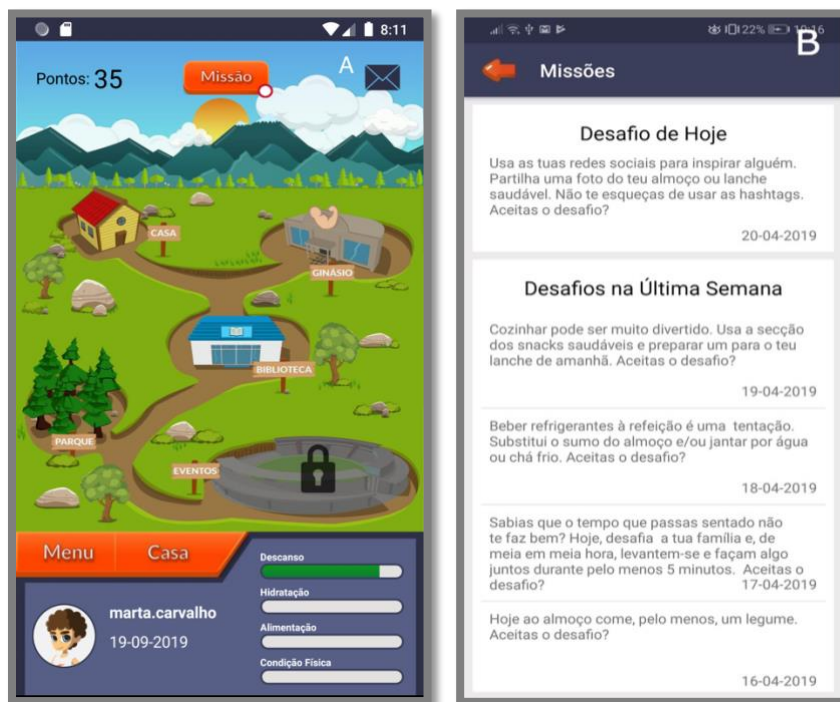 8:11
Pontos: 35
Missão
A
CASA
GINÁSIO
BIBLIOTECA
PARQUE
EVENTOS
Menu
Casa
marta.carvalho
19-09-2019
Descanso
Hidratação
Alimentação
Condição Física
22%
B
Missões
Desafio de Hoje
Usa as tuas redes sociais para inspirar alguém.
Partilha uma foto do teu almoço ou lanche
saudável. Não te esqueças de usar as hashtags.
Aceitas o desafio?
20-04-2019
Desafios na Última Semana
Cozinhar pode ser muito divertido. Usa a secção
dos snacks saudáveis e preparar um para o teu
lanche de amanhã. Aceitas o desafio?
19-04-2019
Beber refrigerantes à refeição é uma tentação.
Substitui o sumo do almoço e/ou jantar por água
ou chá frio. Aceitas o desafio?
18-04-2019
Sabias que o tempo que passas sentado não
te faz bem? Hoje, desafia a tua família e, de
meia em meia hora, levantem-se e façam algo
juntos durante pelo menos 5 minutos. Aceitas o
desafio? 17-04-2019
Hoje ao almoço come, pelo menos, um legume.
Aceitas o desafio?
16-04-2019